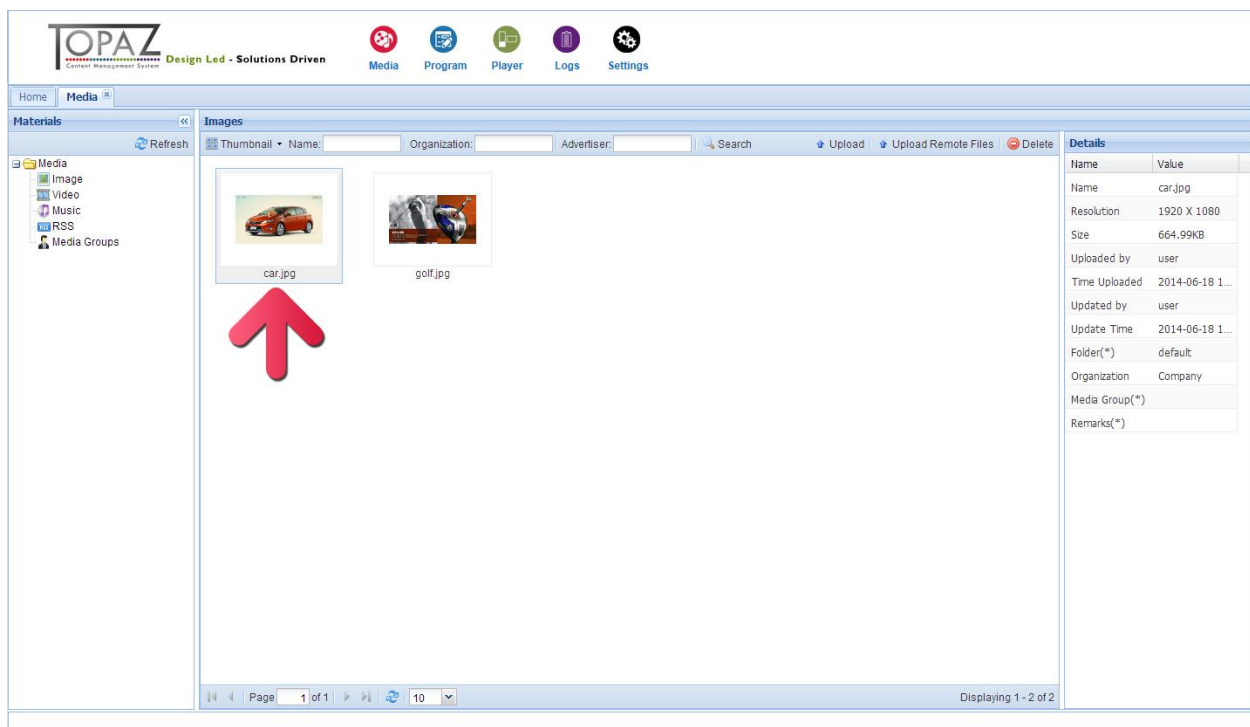 TOPAZ
Content Management System
Design Led - Solutions Driven
Media
Program
Player
Logs
Settings
Home
Media
Materials
Refresh
Media
Image
Video
Music
RSS
Media Groups
Images
Thumbnail Name: Organization: Advertiser: Search Upload Upload Remote Files Delete
car.jpg
golf.jpg
Page 1 of 1 10 Displaying 1 - 2 of 2
Details
Name Value
Name car.jpg
Resolution 1920 X 1080
Size 664.99KB
Uploaded by user
Time Uploaded 2014-06-18 1...
Updated by user
Update Time 2014-06-18 1...
Folder(*) default
Organization Company
Media Group(*)
Remarks(*)